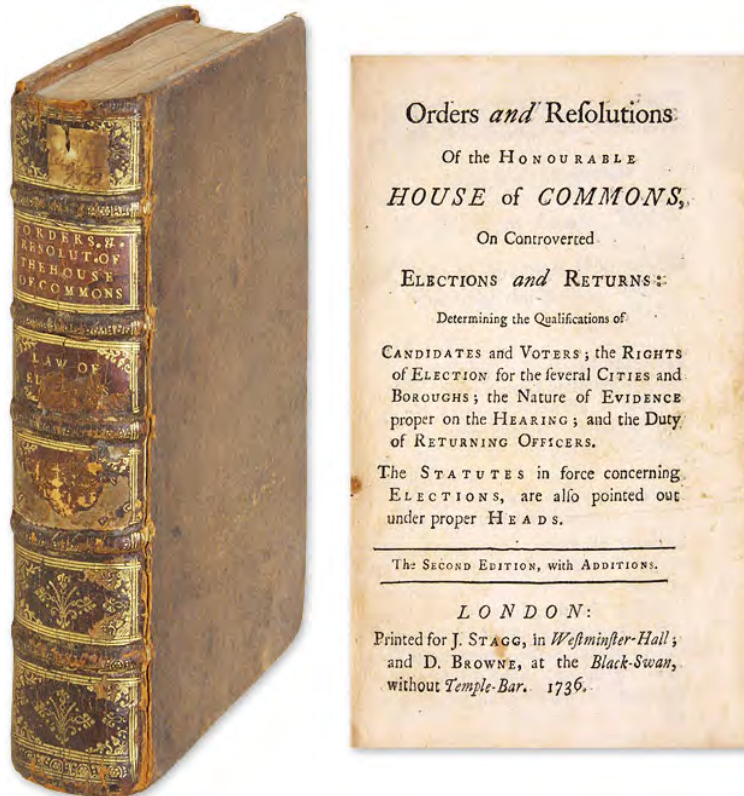 ORDERS. &.
RESOLUT. OF
THE HOUSE
OF COMMONS
LAW OF
Orders and Reſolutions
Of the HONOURABLE
HOUSE of COMMONS,
On Controverted
ELECTIONS and RETURNS:
Determining the Qualifications of
CANDIDATES and VOTERS; the RIGHTS
of ELECTION for the ſeveral CITIES and
BOROUGHS; the Nature of EVIDENCE
proper on the HEARING; and the Duty
of RETURNING OFFICERS.
The STATUTES in force concerning
ELECTIONS, are alſo pointed out
under proper HEADS.
The SECOND EDITION, with ADDITIONS.
LONDON:
Printed for J. STAGG, in Weſtminſter-Hall;
and D. BROWNE, at the Black-Swan,
without Temple-Bar. 1736.